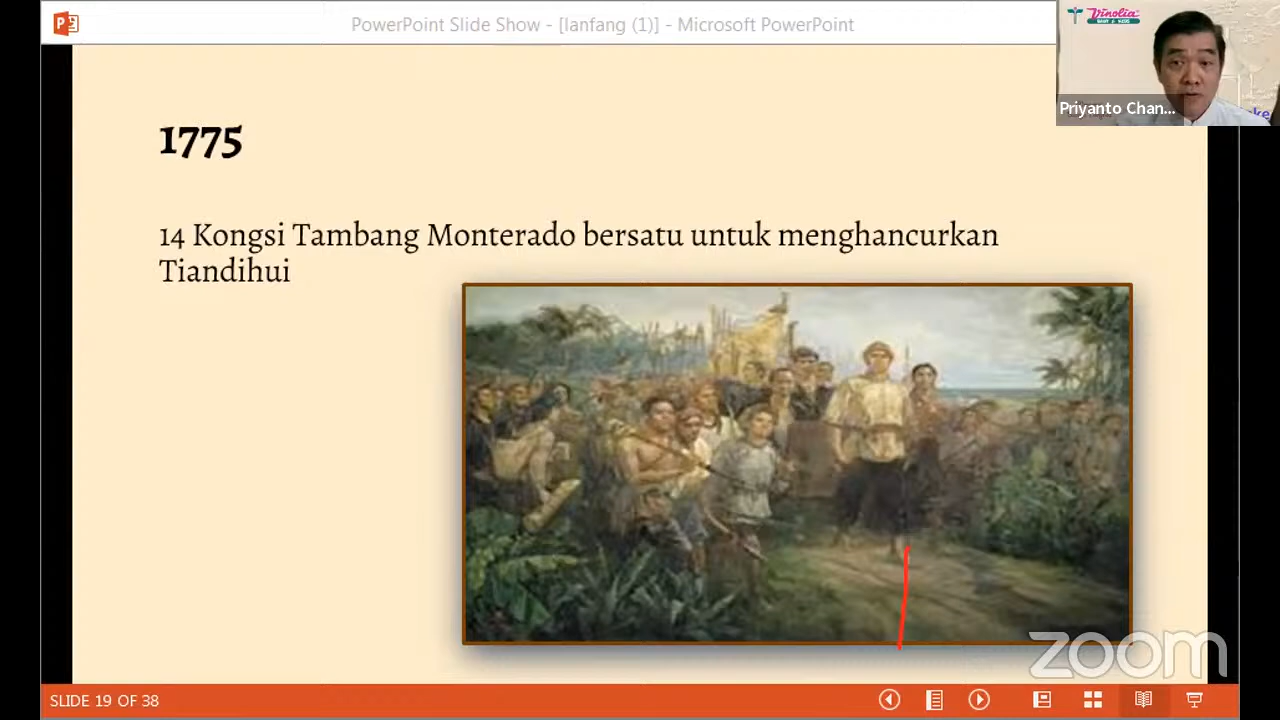 PowerPoint Slide Show - [lanfang (1)] - Microsoft PowerPoint
Vinolia
Priyanto Chan...
1775
14 Kongsi Tambang Monterado bersatu untuk menghancurkan
Tiandihui
zoom
SLIDE 19 OF 38